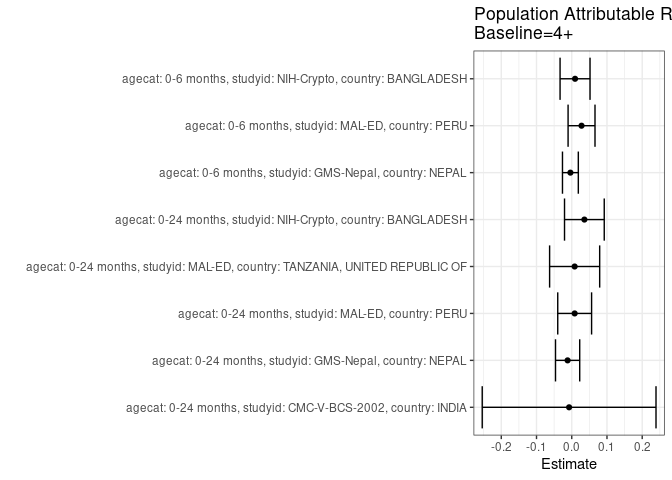 Population Attributable R
Baseline=4+
agecat: 0-6 months, studyid: NIH-Crypto, country: BANGLADESH
agecat: 0-6 months, studyid: MAL-ED, country: PERU
agecat: 0-6 months, studyid: GMS-Nepal, country: NEPAL
agecat: 0-24 months, studyid: NIH-Crypto, country: BANGLADESH
agecat: 0-24 months, studyid: MAL-ED, country: TANZANIA, UNITED REPUBLIC OF
agecat: 0-24 months, studyid: MAL-ED, country: PERU
agecat: 0-24 months, studyid: GMS-Nepal, country: NEPAL
agecat: 0-24 months, studyid: CMC-V-BCS-2002, country: INDIA
-0.2 -0.1 0.0 0.1 0.2
Estimate